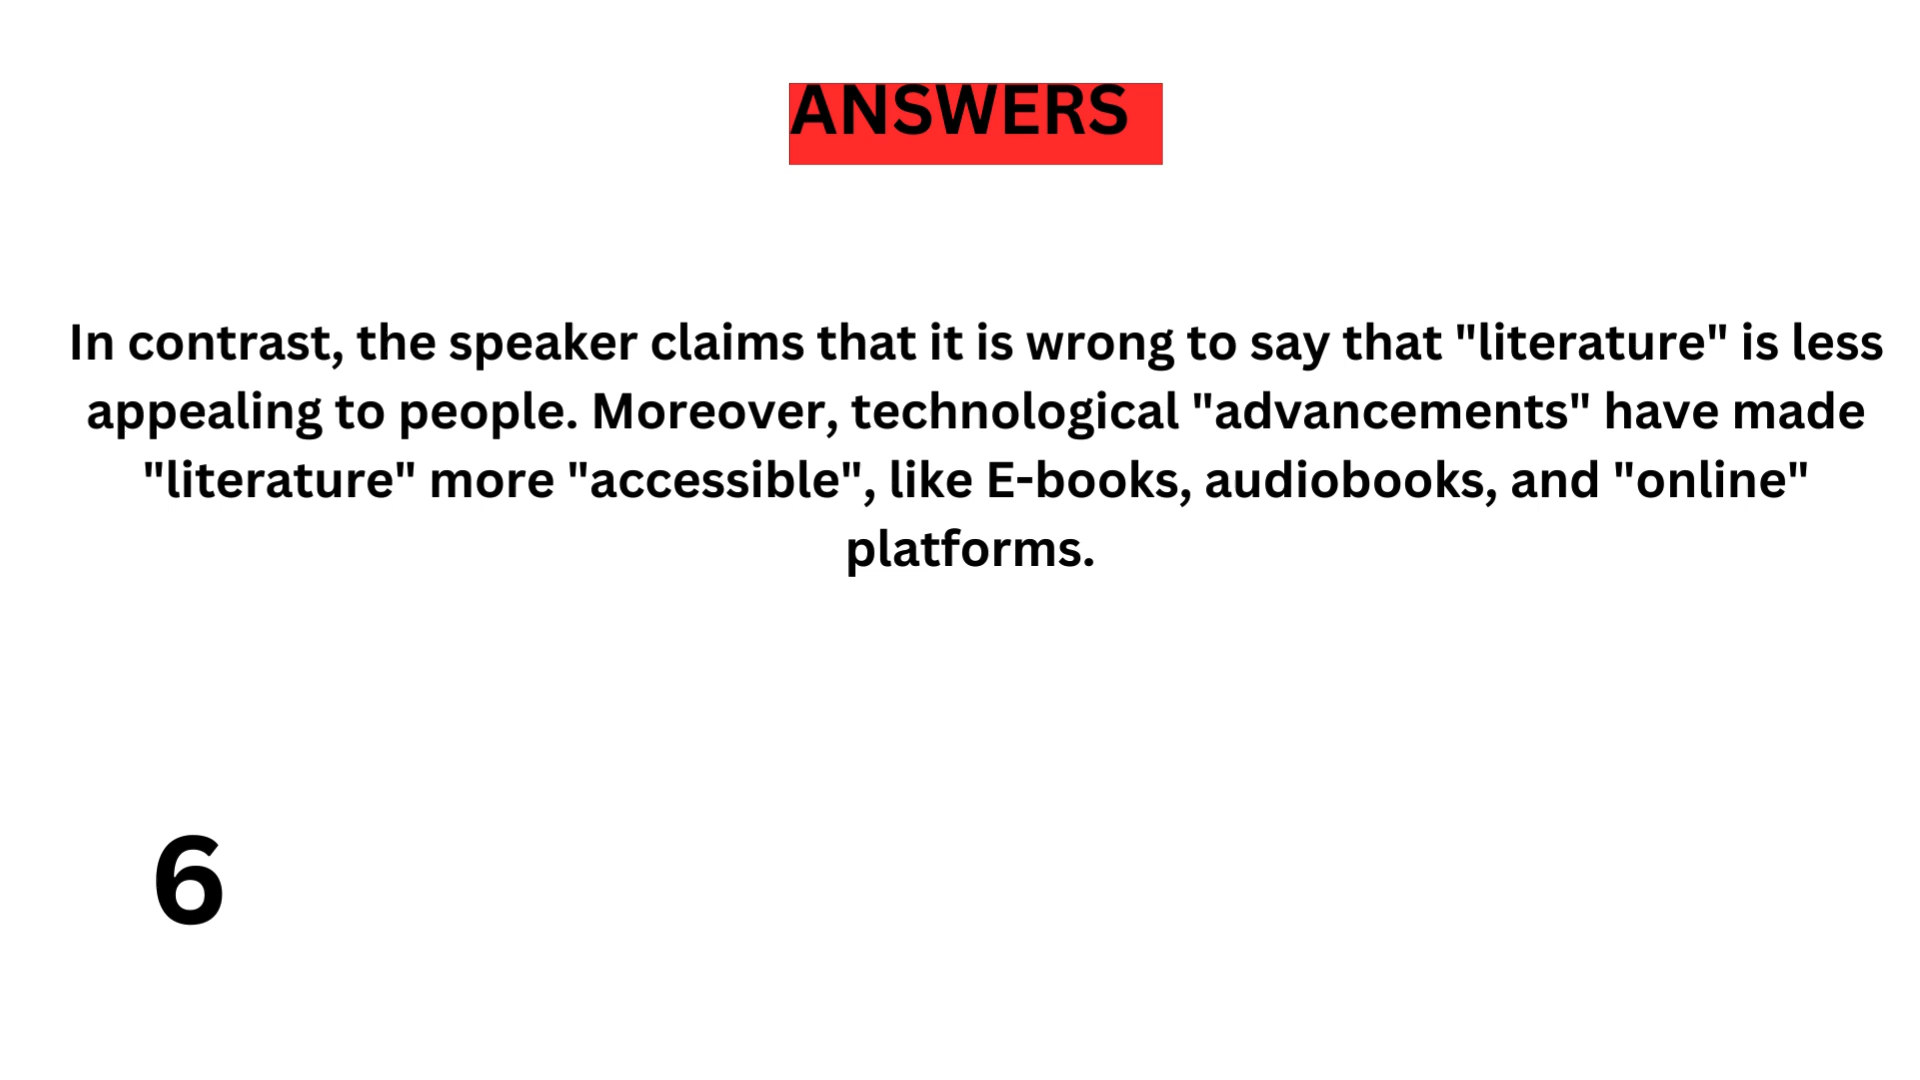 ANSWERS
In contrast, the speaker claims that it is wrong to say that "literature" is less
appealing to people. Moreover, technological "advancements" have made
"literature" more "accessible", like E-books, audiobooks, and "online"
platforms.
6